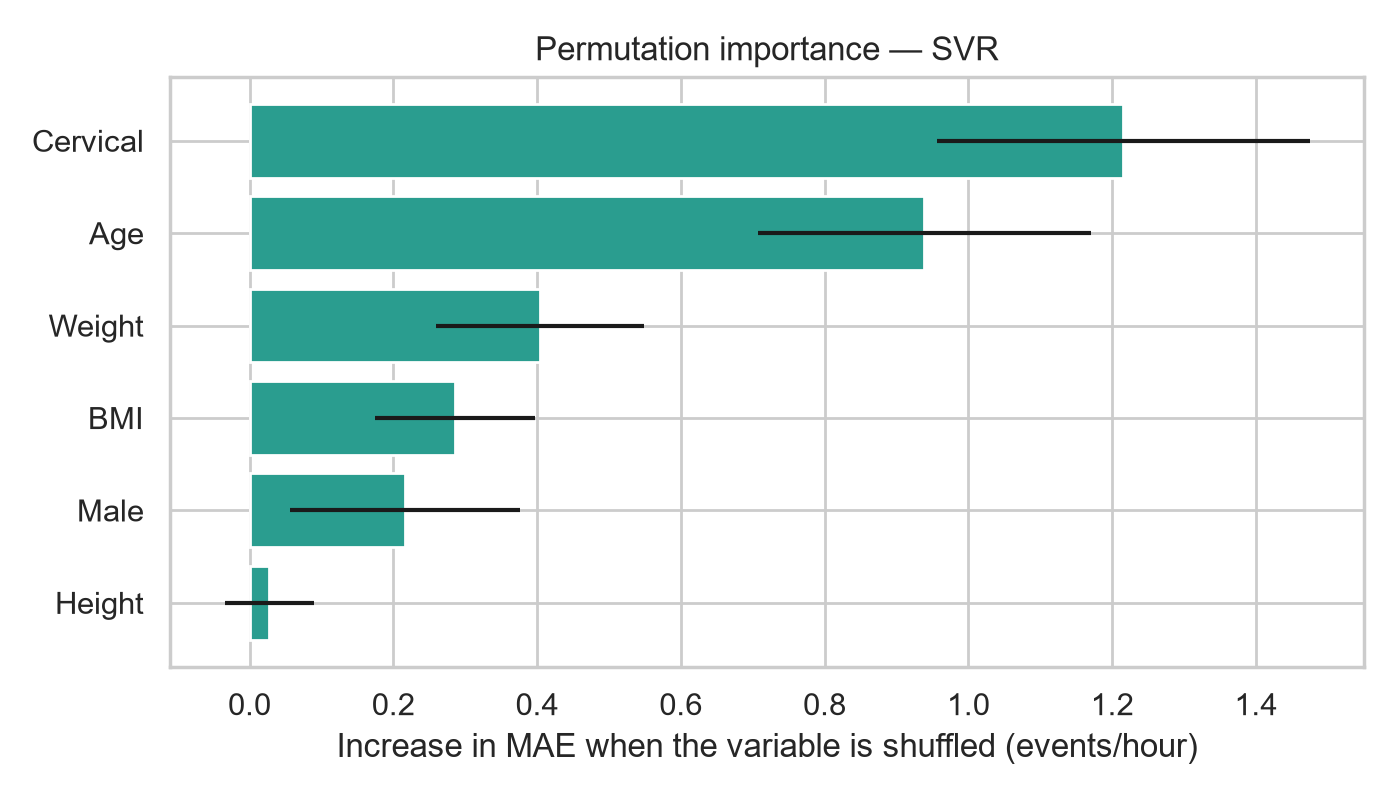 Permutation importance — SVR
Cervical
Age
Weight
BMI
Male
Height
0.0 0.2 0.4 0.6 0.8 1.0 1.2 1.4
Increase in MAE when the variable is shuffled (events/hour)